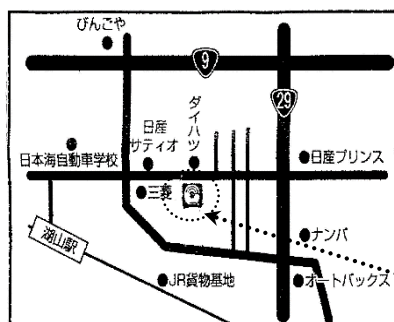 びんごや
9
29
ダイハツ
日産
サティオ
日本海自動車学校
日産プリンス
三菱
湖山駅
ナンバ
JR貨物基地
オートバックス